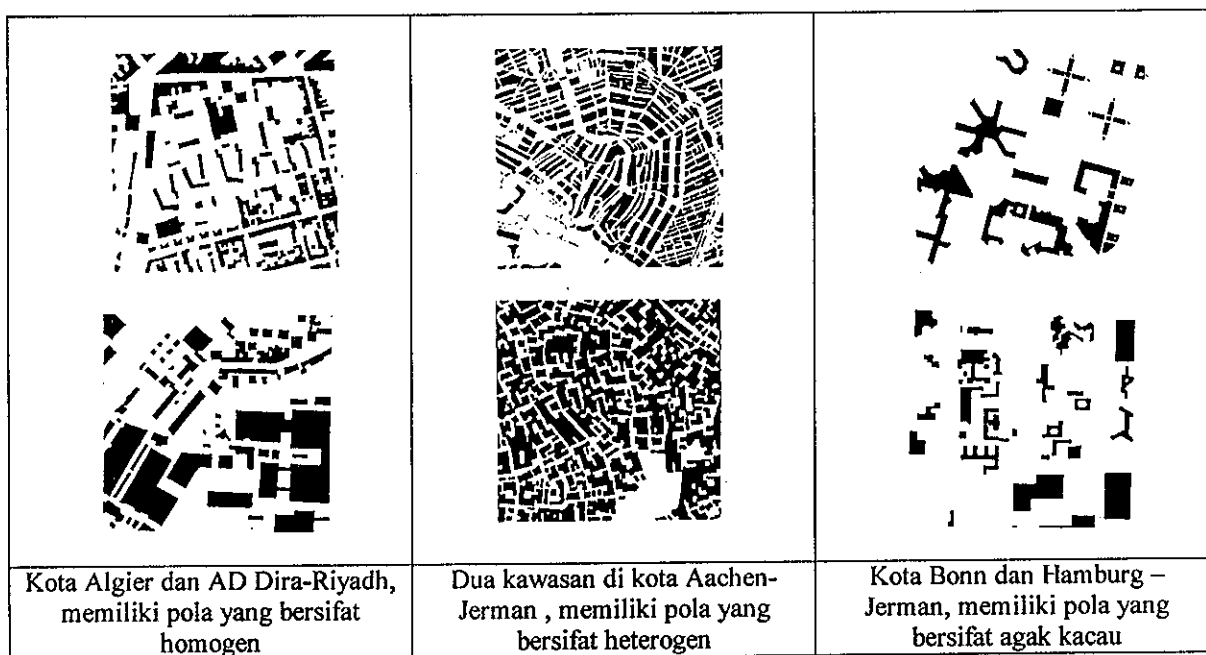 Kota Algier dan AD Dira-Riyadh,
memiliki pola yang bersifat
homogen
Dua kawasan di kota Aachen-
Jerman , memiliki pola yang
bersifat heterogen
Kota Bonn dan Hamburg –
Jerman, memiliki pola yang
bersifat agak kacau